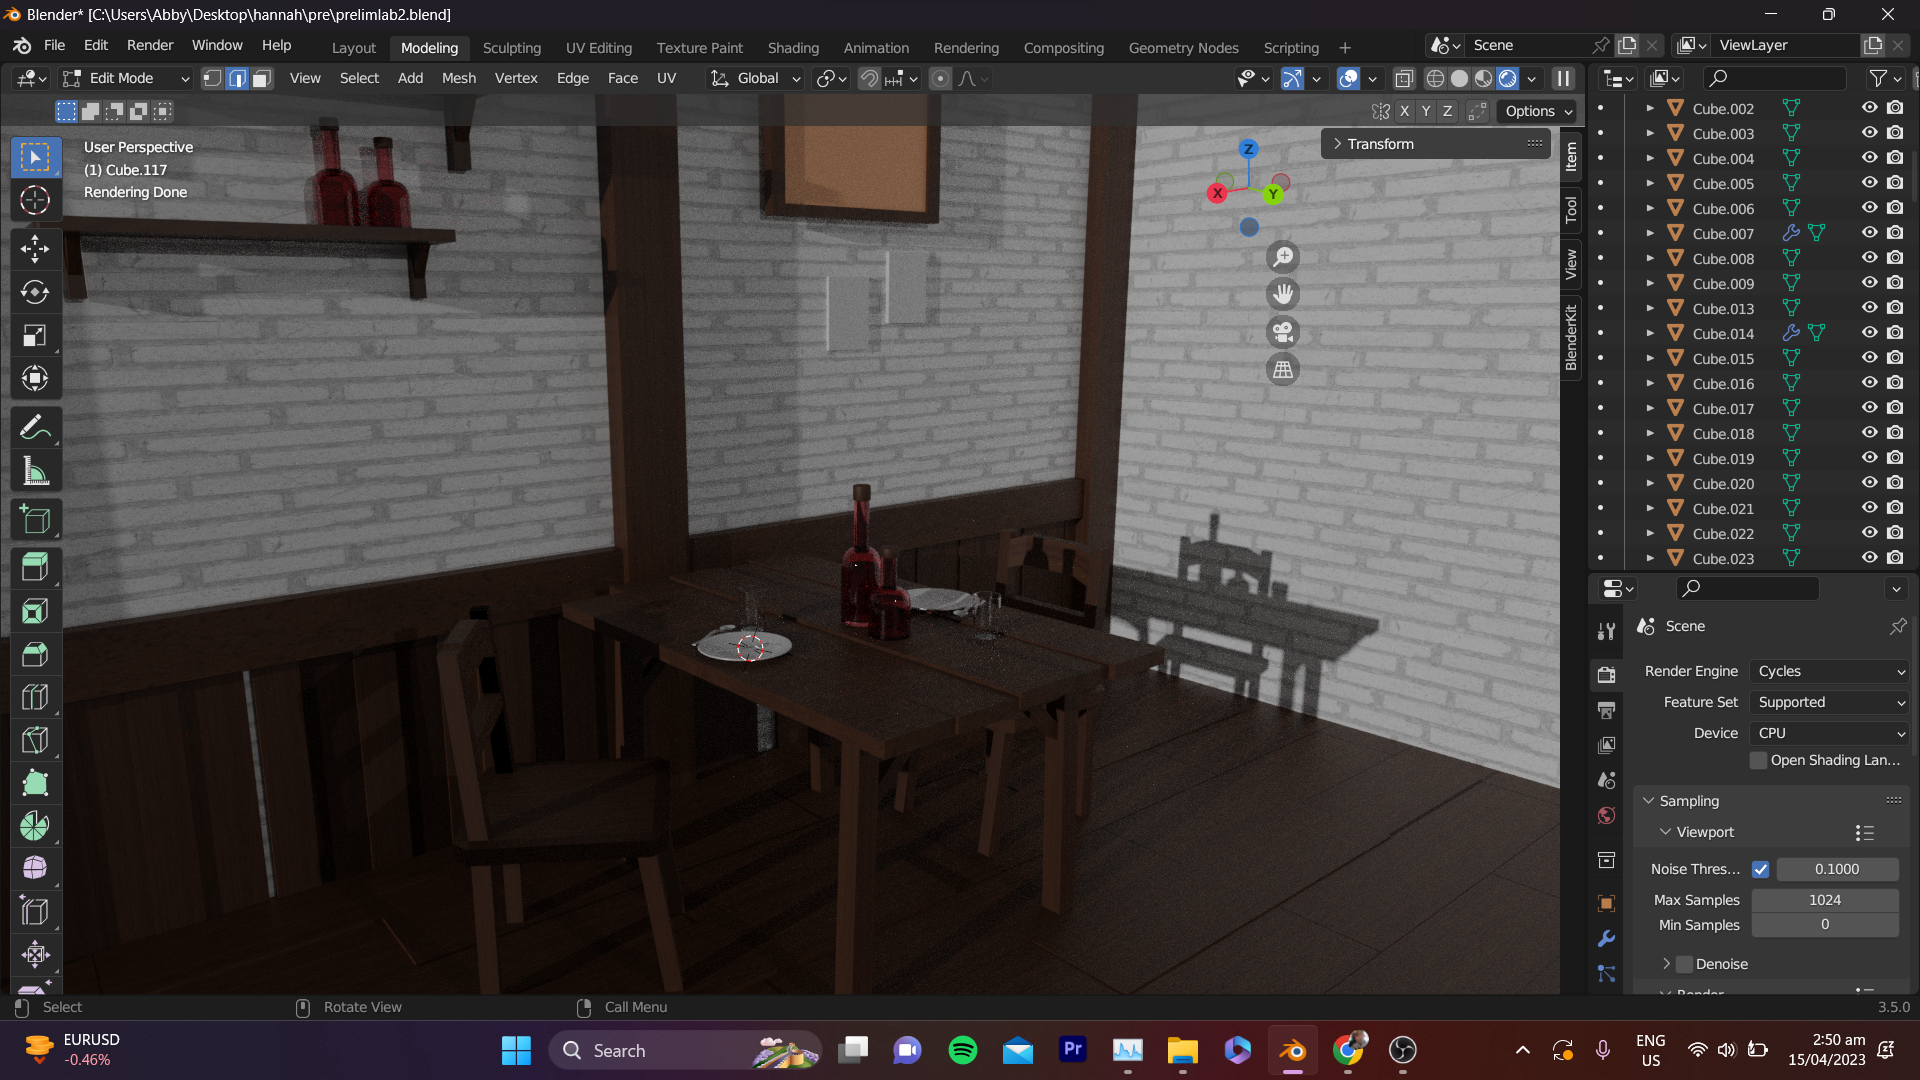 Blender* [C:\Users\Abby\Desktop\hannah\pre\prelimlab2.blend]
File Edit Render Window Help Layout Modeling Sculpting UV Editing Texture Paint Shading Animation Rendering Compositing Geometry Nodes Scripting + Scene ViewLayer
Edit Mode View Select Add Mesh Vertex Edge Face UV Global
X Y Z Options
User Perspective
(1) Cube.117
Rendering Done
Transform
Z
X
Y
Item
Tool
View
BlenderKit
Cube.002
Cube.003
Cube.004
Cube.005
Cube.006
Cube.007
Cube.008
Cube.009
Cube.013
Cube.014
Cube.015
Cube.016
Cube.017
Cube.018
Cube.019
Cube.020
Cube.021
Cube.022
Cube.023
Scene
Render Engine Cycles
Feature Set Supported
Device CPU
Open Shading Lan...
Sampling
Viewport
Noise Thres... 0.1000
Max Samples 1024
Min Samples 0
Denoise
Render
Select Rotate View Call Menu 3.5.0
EURUSD
-0.46%
Search
Pr
ENG
US
2:50 am
15/04/2023